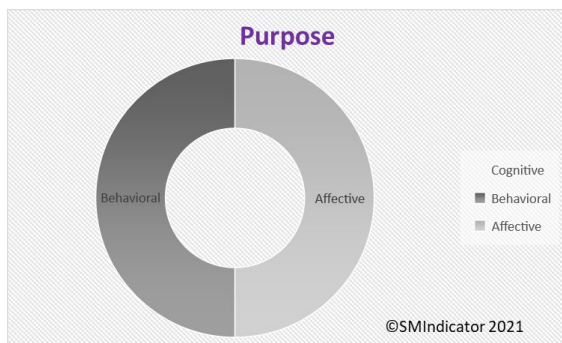 Purpose
Behavioral
Affective
Cognitive
Behavioral
Affective
©SMIndicator 2021